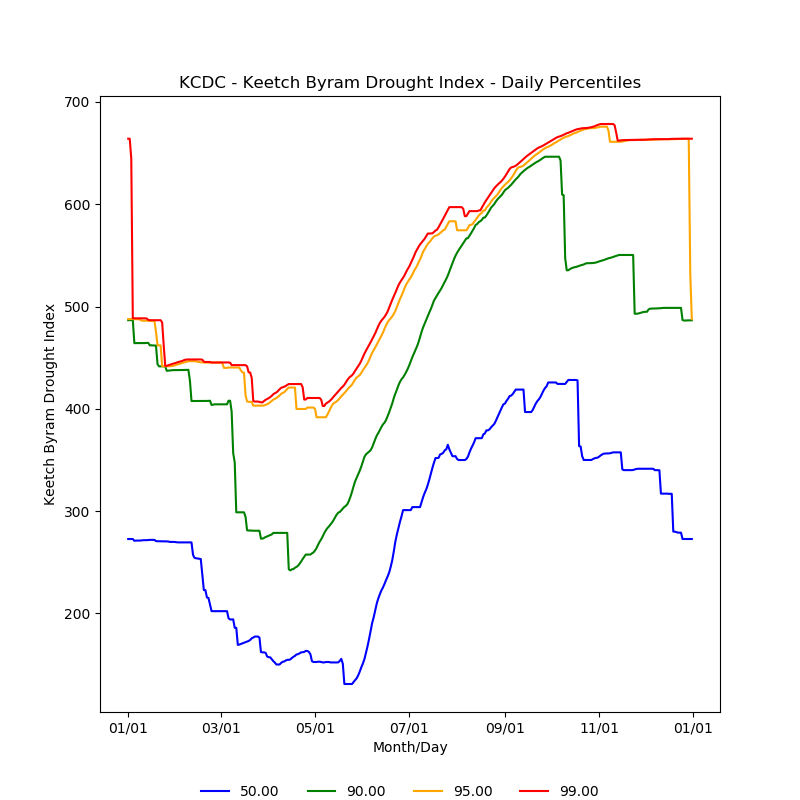 KCDC - Keetch Byram Drought Index - Daily Percentiles
700
600
500
400
300
200
Keetch Byram Drought Index
01/01 03/01 05/01 07/01 09/01 11/01 01/01
Month/Day
50.00 90.00 95.00 99.00